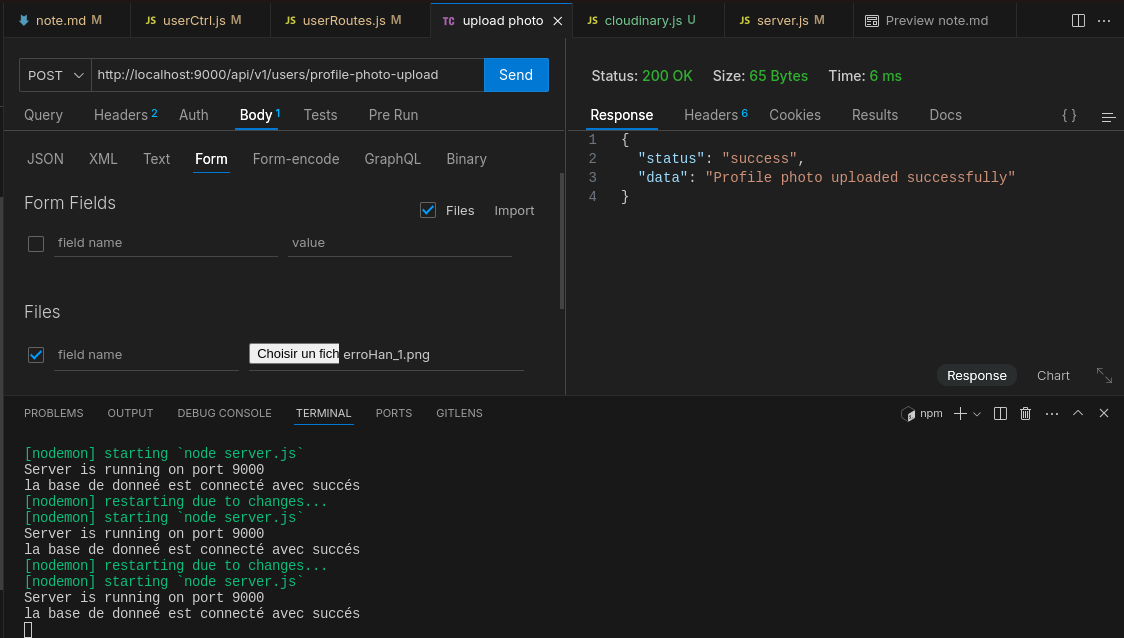 note.md M JS userCtrl.js M JS userRoutes.js M TC upload photo JS cloudinary.js U JS server.js M Preview note.md
POST http://localhost:9000/api/v1/users/profile-photo-upload Send
Status: 200 OK Size: 65 Bytes Time: 6 ms
Query Headers 2 Auth Body 1 Tests Pre Run
Response Headers 6 Cookies Results Docs { }
JSON XML Text Form Form-encode GraphQL Binary
1 {
2 "status": "success",
3 "data": "Profile photo uploaded successfully"
4 }
Form Fields
Files Import
field name value
Files
field name Choisir un fich erroHan_1.png
Response Chart
PROBLEMS OUTPUT DEBUG CONSOLE TERMINAL PORTS GITLENS npm
[nodemon] starting `node server.js`
Server is running on port 9000
la base de donneé est connecté avec succés
[nodemon] restarting due to changes...
[nodemon] starting `node server.js`
Server is running on port 9000
la base de donneé est connecté avec succés
[nodemon] restarting due to changes...
[nodemon] starting `node server.js`
Server is running on port 9000
la base de donneé est connecté avec succés